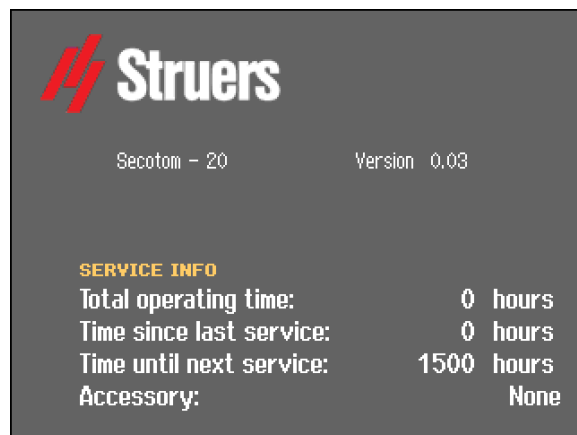 Struers
Secotom - 20 Version 0.03
SERVICE INFO
Total operating time: 0 hours
Time since last service: 0 hours
Time until next service: 1500 hours
Accessory: None